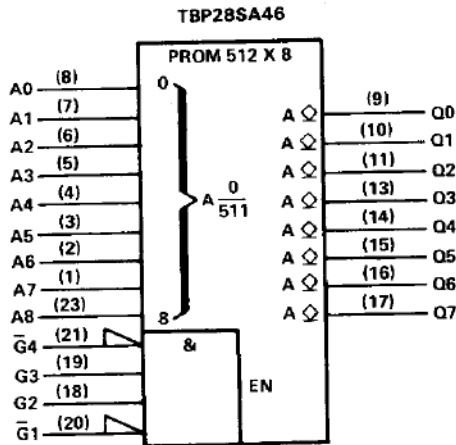 TBP28SA46
PROM 512 X 8
A0 (8) 0 A ◇ (9) Q0
A1 (7) A ◇ (10) Q1
A2 (6) A ◇ (11) Q2
A3 (5) A ◇ (13) Q3
A4 (4) A 0/511 A ◇ (14) Q4
A5 (3) A ◇ (15) Q5
A6 (2) A ◇ (16) Q6
A7 (1) A ◇ (17) Q7
A8 (23) 8
G̅4 (21) &
G3 (19)
G2 (18) EN
G̅1 (20)